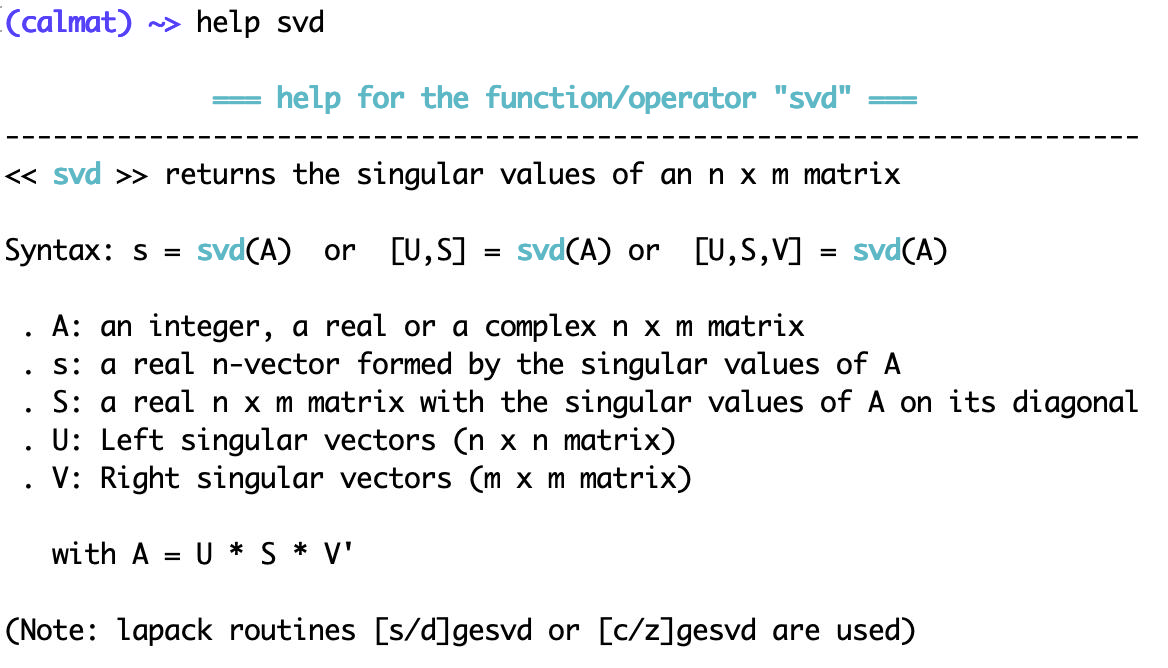 (calmat) ~> help svd
=== help for the function/operator "svd" ===
-----------------------------------------------------------------------
<< svd >> returns the singular values of an n x m matrix
Syntax: s = svd(A)  or  [U,S] = svd(A) or  [U,S,V] = svd(A)
. A: an integer, a real or a complex n x m matrix
. s: a real n-vector formed by the singular values of A
. S: a real n x m matrix with the singular values of A on its diagonal
. U: Left singular vectors (n x n matrix)
. V: Right singular vectors (m x m matrix)
with A = U * S * V'
(Note: lapack routines [s/d]gesvd or [c/z]gesvd are used)